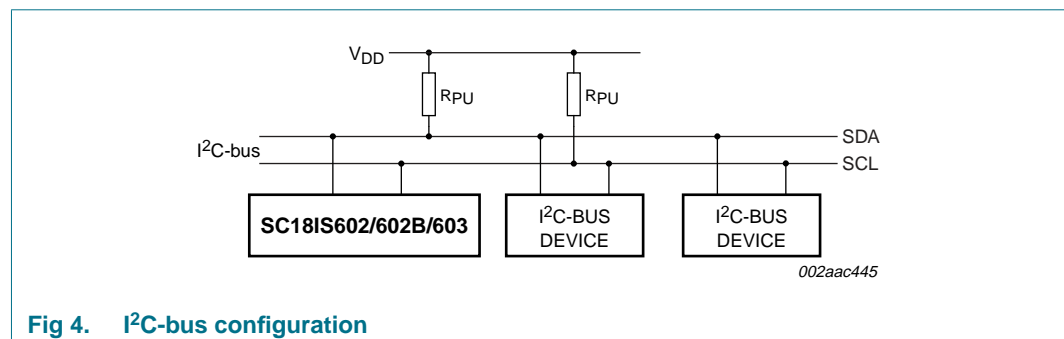 VDD
RPU RPU
SDA
I2C-bus
SCL
SC18IS602/602B/603 I2C-BUS DEVICE I2C-BUS DEVICE
002aac445
Fig 4. I2C-bus configuration